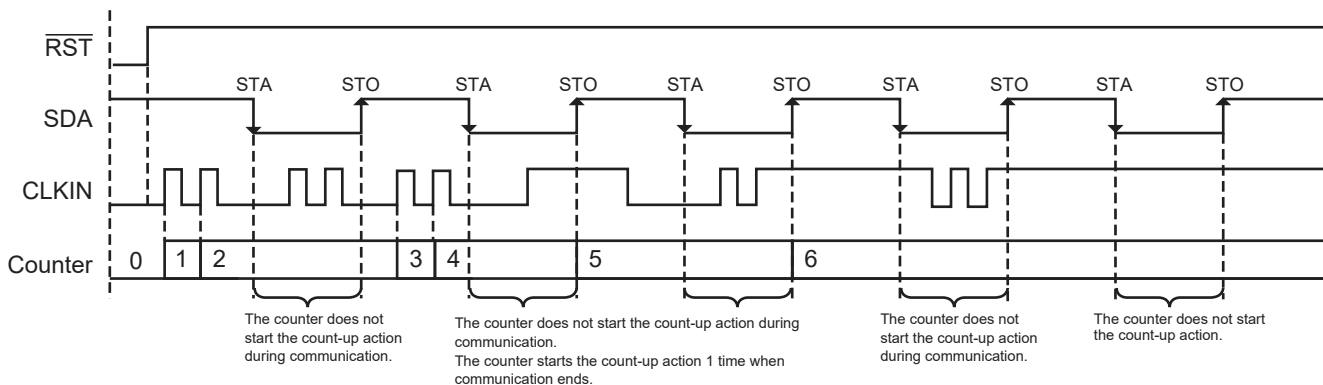 RST
STA STO STA STO STA STO STA STO STA STO
SDA
CLKIN
Counter 0 1 2 3 4 5 6
The counter does not
start the count-up action
during communication.
The counter does not start the count-up action during
communication.
The counter starts the count-up action 1 time when
communication ends.
The counter does not
start the count-up action
during communication.
The counter does not start
the count-up action.